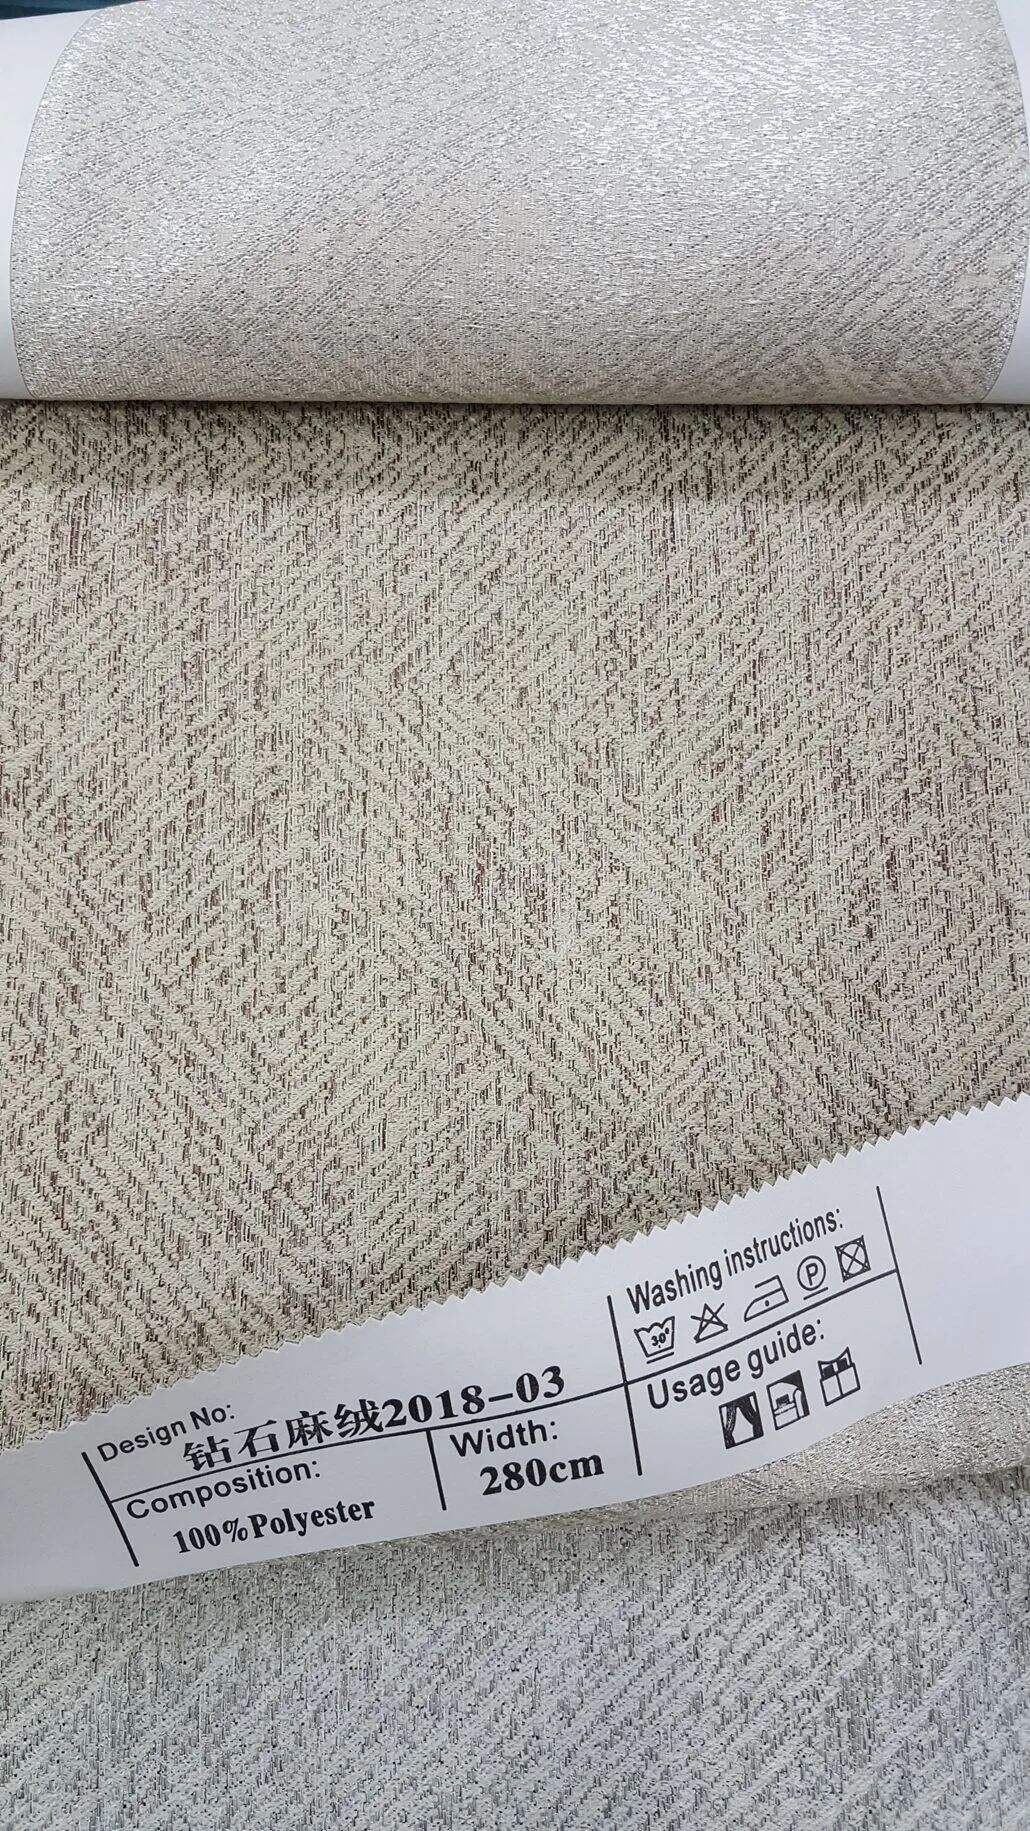 Design No:
钻石麻绒2018-03
Composition:
100%Polyester
Width:
280cm
Washing instructions:
30°
P
Usage guide: